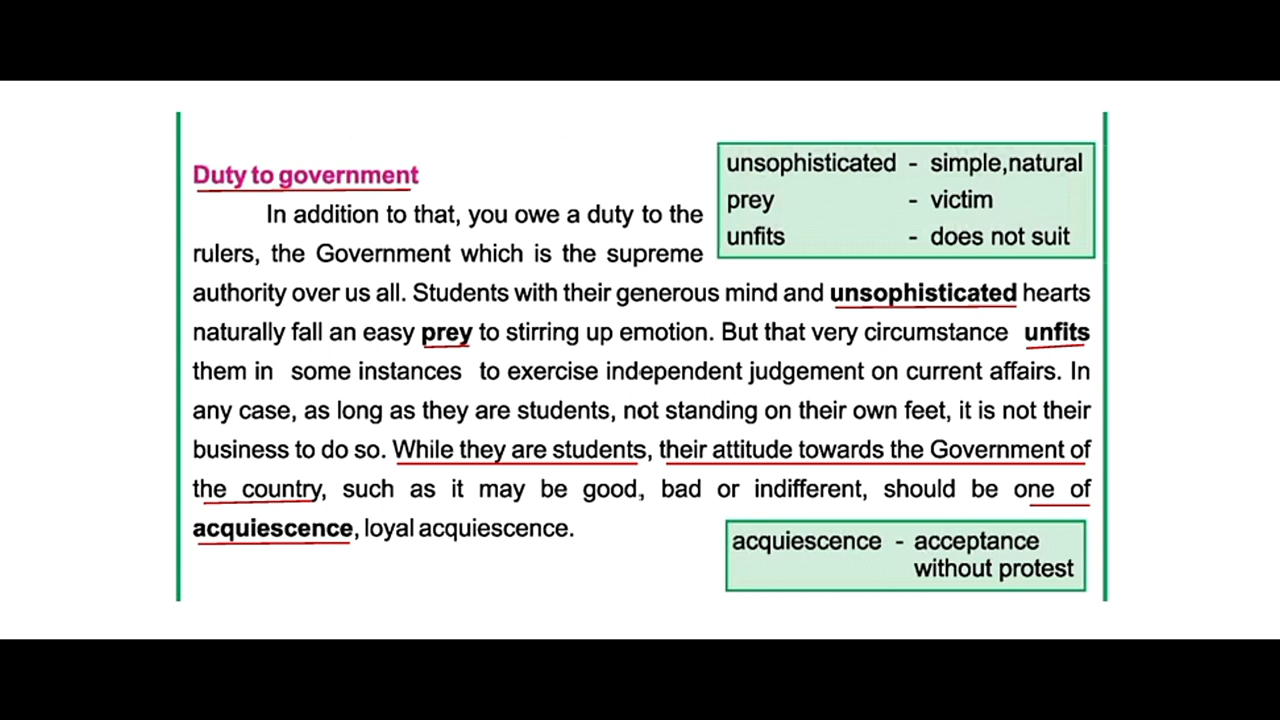 Duty to government
unsophisticated - simple,natural
prey - victim
unfits - does not suit
In addition to that, you owe a duty to the
rulers, the Government which is the supreme
authority over us all. Students with their generous mind and unsophisticated hearts
naturally fall an easy prey to stirring up emotion. But that very circumstance unfits
them in some instances to exercise independent judgement on current affairs. In
any case, as long as they are students, not standing on their own feet, it is not their
business to do so. While they are students, their attitude towards the Government of
the country, such as it may be good, bad or indifferent, should be one of
acquiescence, loyal acquiescence.
acquiescence - acceptance
without protest